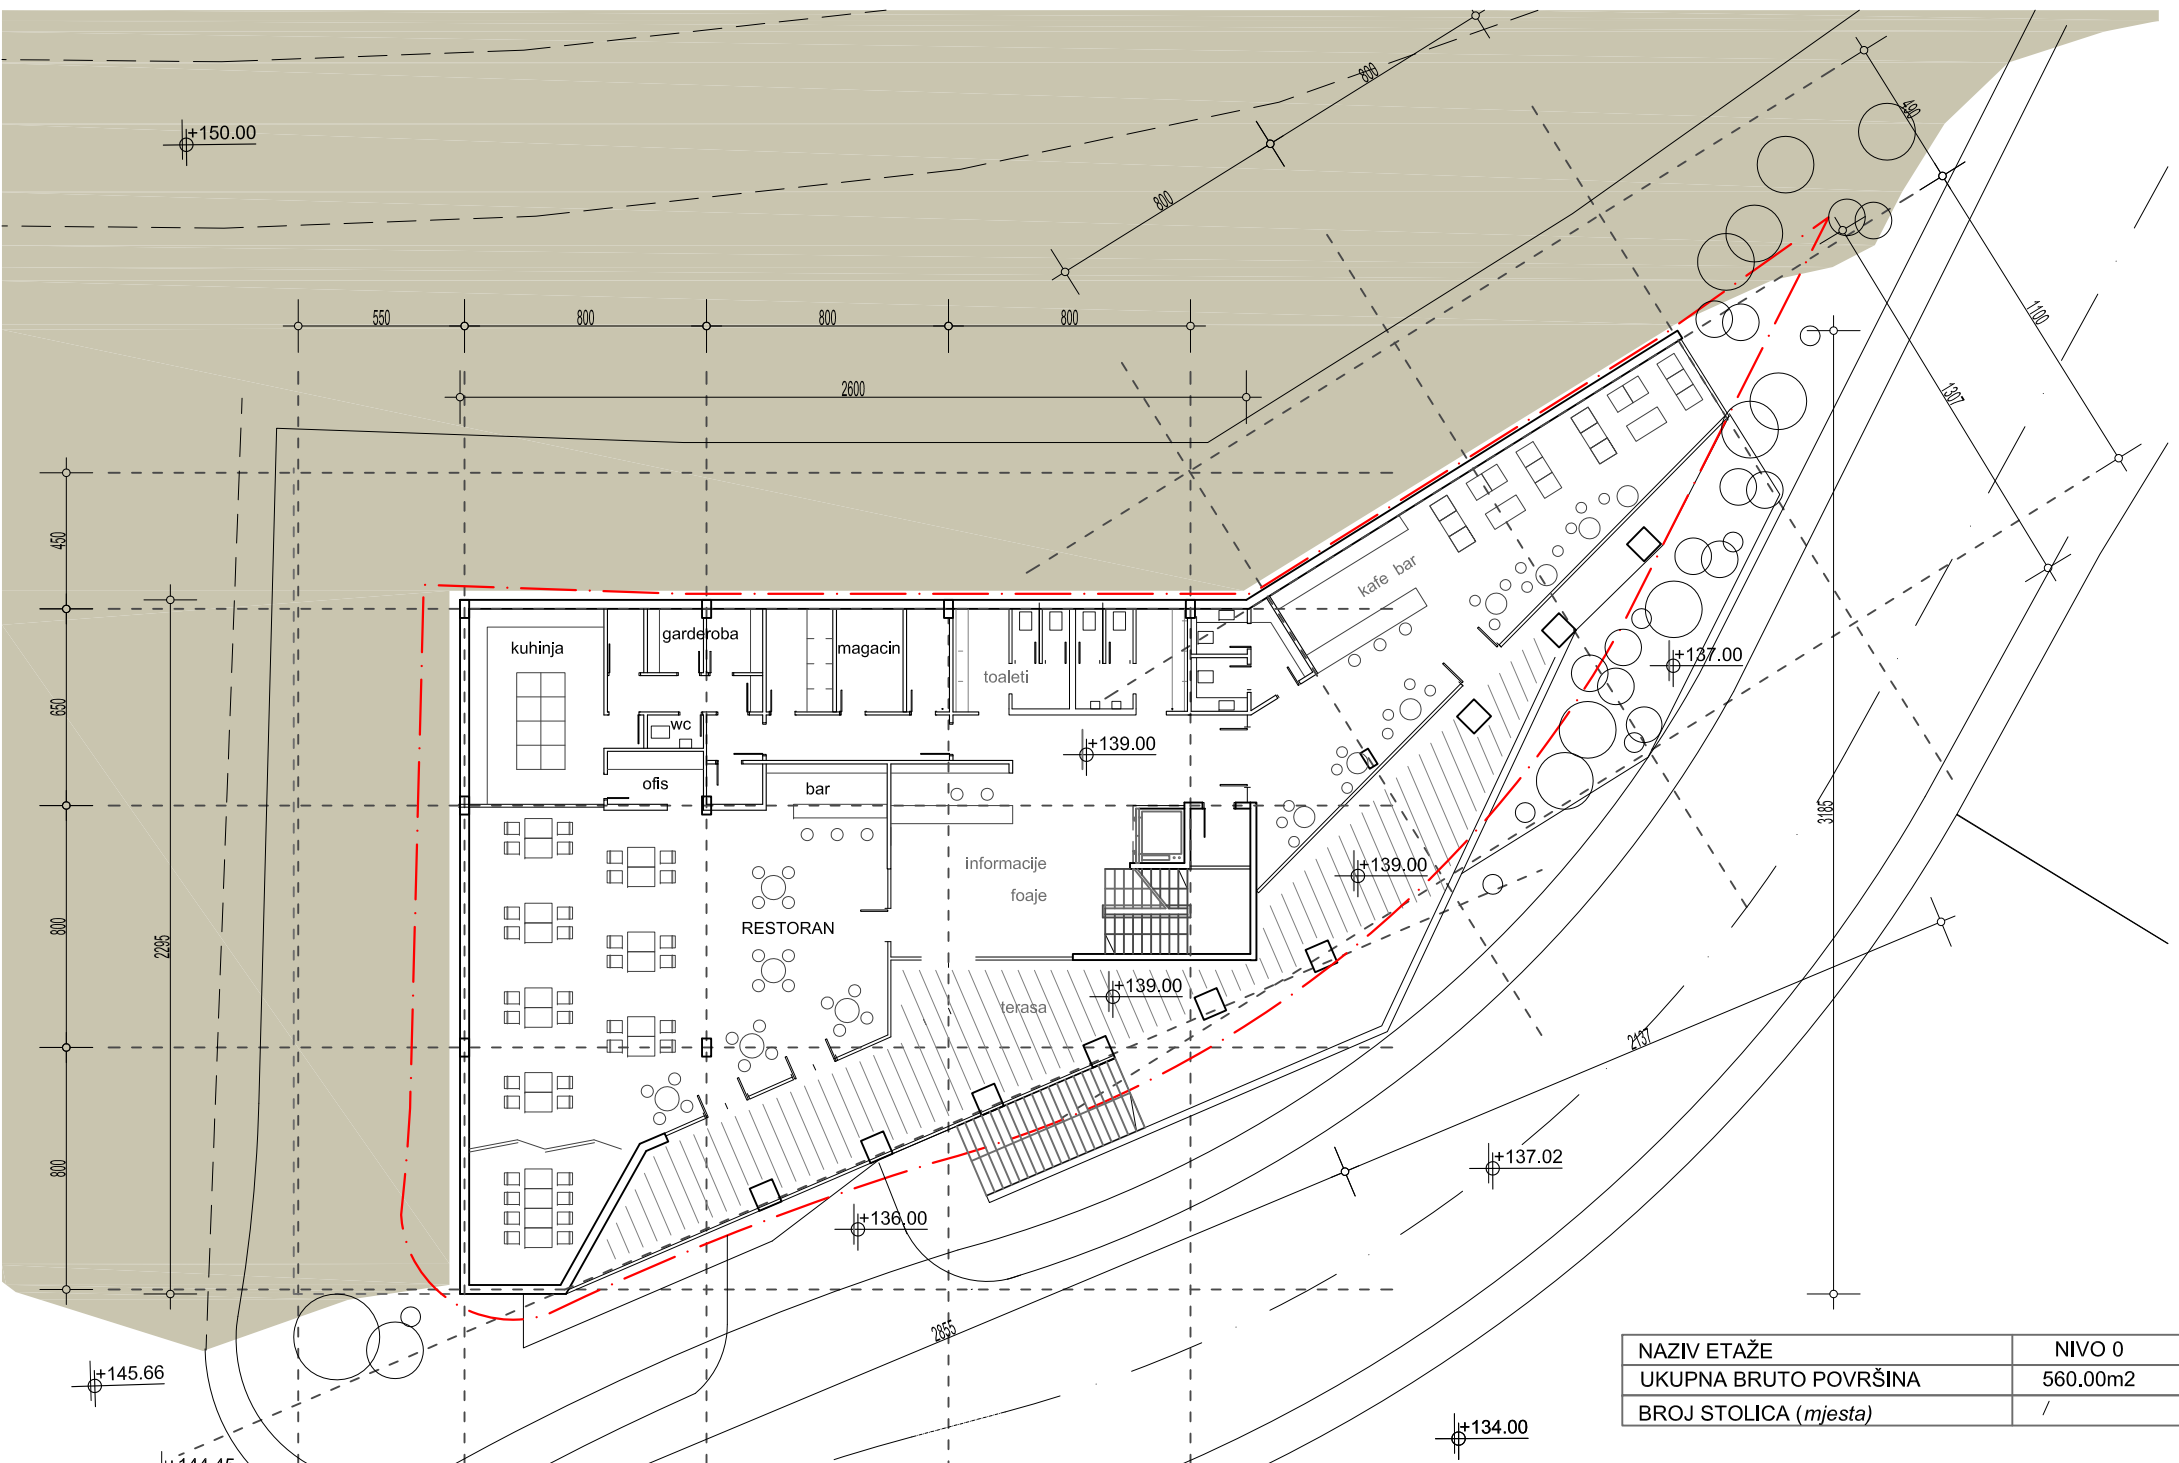 800
490
+150.00
800
1100
550
800
800
800
2600
1307
450
kafe bar
garderoba
kuhinja
magacin
toaleti
+137.00
650
wc
+139.00
ofis
bar
3185
informacije
+139.00
foaje
800
RESTORAN
2295
+139.00
terasa
2137
800
+137.02
+136.00
2855
+145.66
NAZIV ETAŽE NIVO 0
UKUPNA BRUTO POVRŠINA 560.00m2
BROJ STOLICA (mjesta) /
+134.00